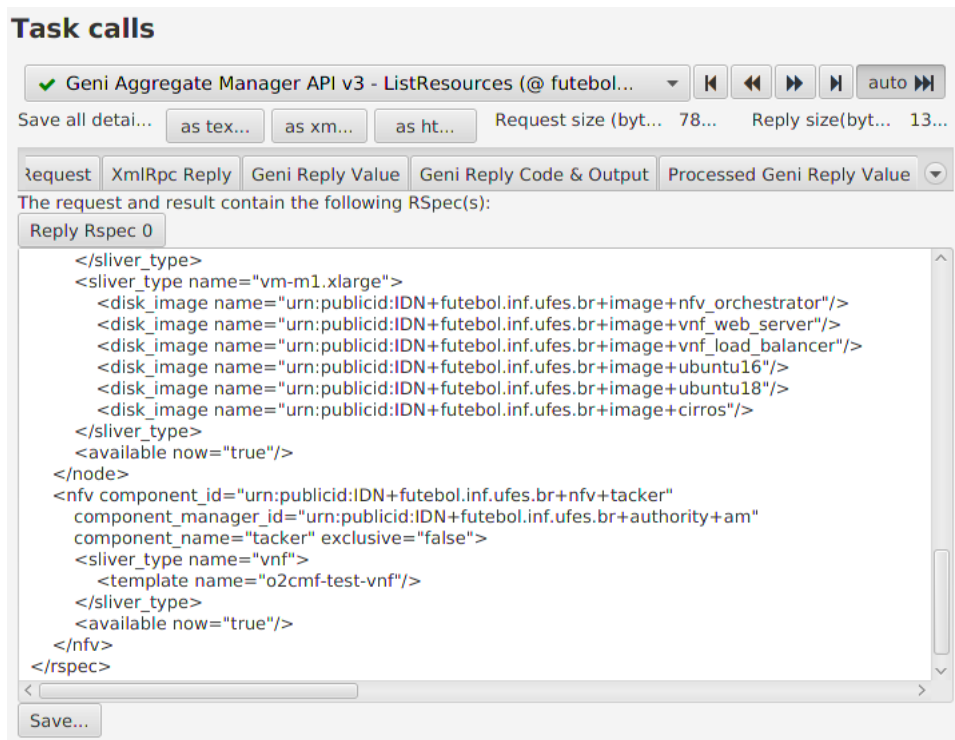 Task calls
✔ Geni Aggregate Manager API v3 - ListResources (@ futebol... auto
Save all detai... as tex... as xm... as ht... Request size (byt... 78... Reply size(byt... 13...
Request XmlRpc Reply Geni Reply Value Geni Reply Code & Output Processed Geni Reply Value
The request and result contain the following RSpec(s):
Reply Rspec 0
</sliver_type>
<sliver_type name="vm-m1.xlarge">
<disk_image name="urn:publicid:IDN+futebol.inf.ufes.br+image+nfv_orchestrator"/>
<disk_image name="urn:publicid:IDN+futebol.inf.ufes.br+image+vnf_web_server"/>
<disk_image name="urn:publicid:IDN+futebol.inf.ufes.br+image+vnf_load_balancer"/>
<disk_image name="urn:publicid:IDN+futebol.inf.ufes.br+image+ubuntu16"/>
<disk_image name="urn:publicid:IDN+futebol.inf.ufes.br+image+ubuntu18"/>
<disk_image name="urn:publicid:IDN+futebol.inf.ufes.br+image+cirros"/>
</sliver_type>
<available now="true"/>
</node>
<nfv component_id="urn:publicid:IDN+futebol.inf.ufes.br+nfv+tacker"
component_manager_id="urn:publicid:IDN+futebol.inf.ufes.br+authority+am"
component_name="tacker" exclusive="false">
<sliver_type name="vnf">
<template name="o2cmf-test-vnf"/>
</sliver_type>
<available now="true"/>
</nfv>
</rspec>
Save...